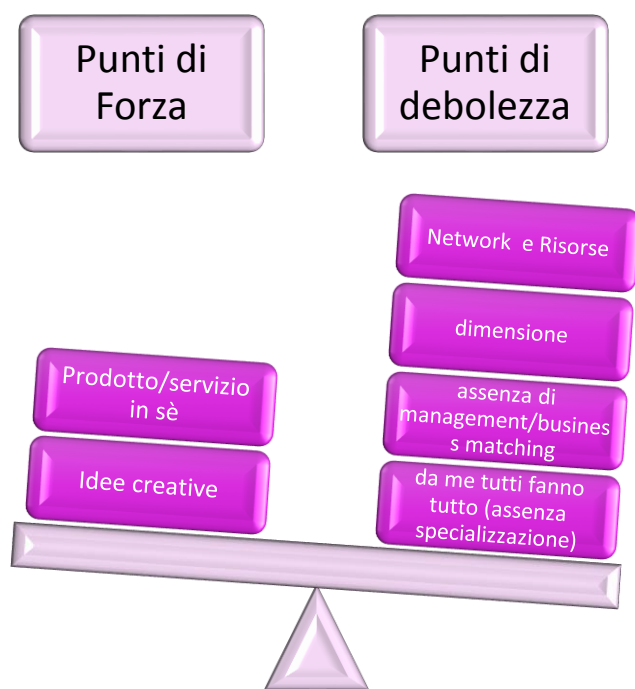 Punti di
Forza
Punti di
debolezza
Network e Risorse
dimensione
assenza di
management/busines
s matching
da me tutti fanno
tutto (assenza
specializzazione)
Prodotto/servizio
in sè
Idee creative